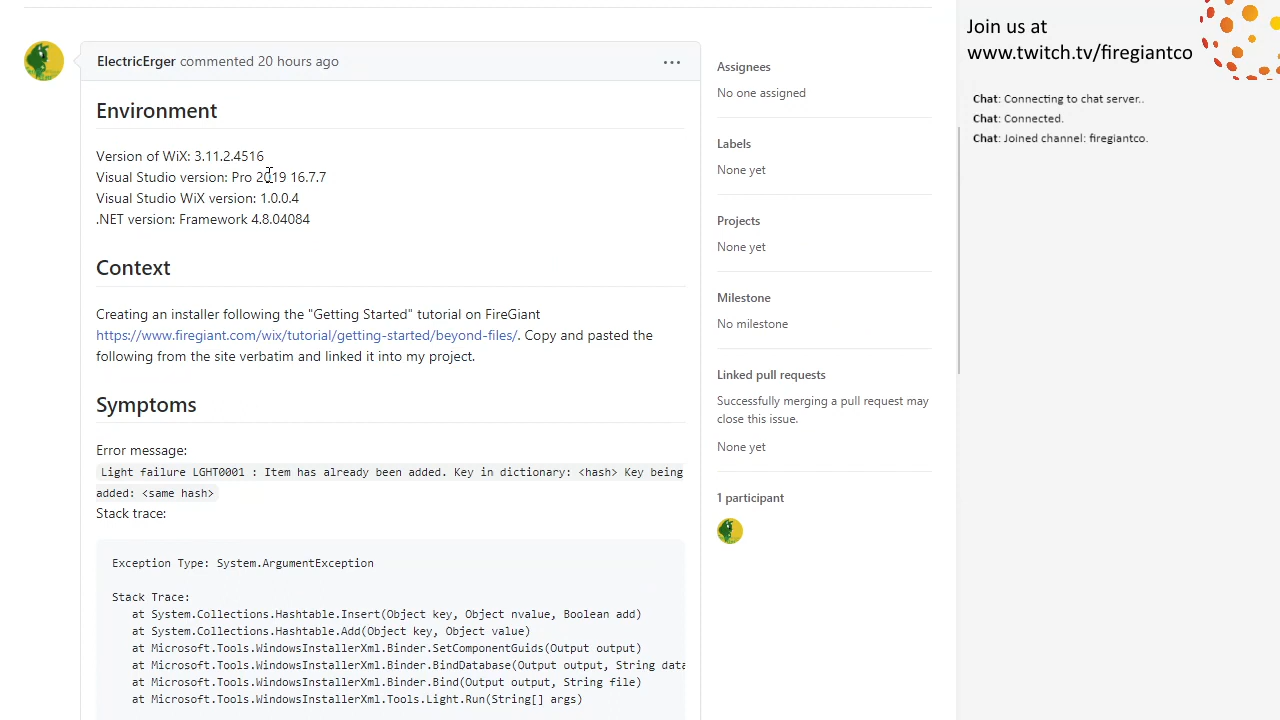 ElectricErger commented 20 hours ago
Environment
Version of WiX: 3.11.2.4516
Visual Studio version: Pro 2019 16.7.7
Visual Studio WiX version: 1.0.0.4
.NET version: Framework 4.8.04084
Context
Creating an installer following the "Getting Started" tutorial on FireGiant
https://www.firegiant.com/wix/tutorial/getting-started/beyond-files/. Copy and pasted the
following from the site verbatim and linked it into my project.
Symptoms
Error message:
Light failure LGHT0001 : Item has already been added. Key in dictionary: <hash> Key being
added: <same hash>
Stack trace:
Exception Type: System.ArgumentException
Stack Trace:
at System.Collections.Hashtable.Insert(Object key, Object nvalue, Boolean add)
at System.Collections.Hashtable.Add(Object key, Object value)
at Microsoft.Tools.WindowsInstallerXml.Binder.SetComponentGuids(Output output)
at Microsoft.Tools.WindowsInstallerXml.Binder.BindDatabase(Output output, String data
at Microsoft.Tools.WindowsInstallerXml.Binder.Bind(Output output, String file)
at Microsoft.Tools.WindowsInstallerXml.Tools.Light.Run(String[] args)
Assignees
No one assigned
Labels
None yet
Projects
None yet
Milestone
No milestone
Linked pull requests
Successfully merging a pull request may
close this issue.
None yet
1 participant
Join us at
www.twitch.tv/firegiantco
Chat: Connecting to chat server..
Chat: Connected.
Chat: Joined channel: firegiantco.